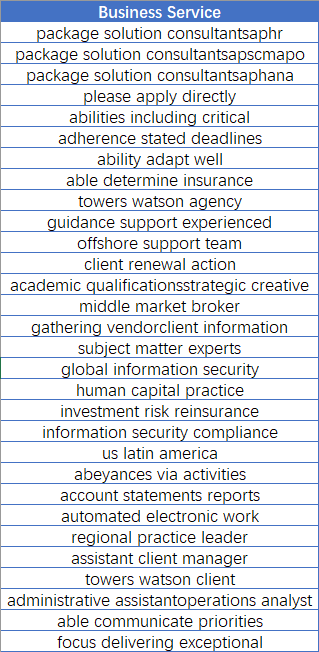 Business Service
package solution consultantsaphr
package solution consultantsapscmapo
package solution consultantsaphana
please apply directly
abilities including critical
adherence stated deadlines
ability adapt well
able determine insurance
towers watson agency
guidance support experienced
offshore support team
client renewal action
academic qualificationsstrategic creative
middle market broker
gathering vendorclient information
subject matter experts
global information security
human capital practice
investment risk reinsurance
information security compliance
us latin america
abeyances via activities
account statements reports
automated electronic work
regional practice leader
assistant client manager
towers watson client
administrative assistantoperations analyst
able communicate priorities
focus delivering exceptional